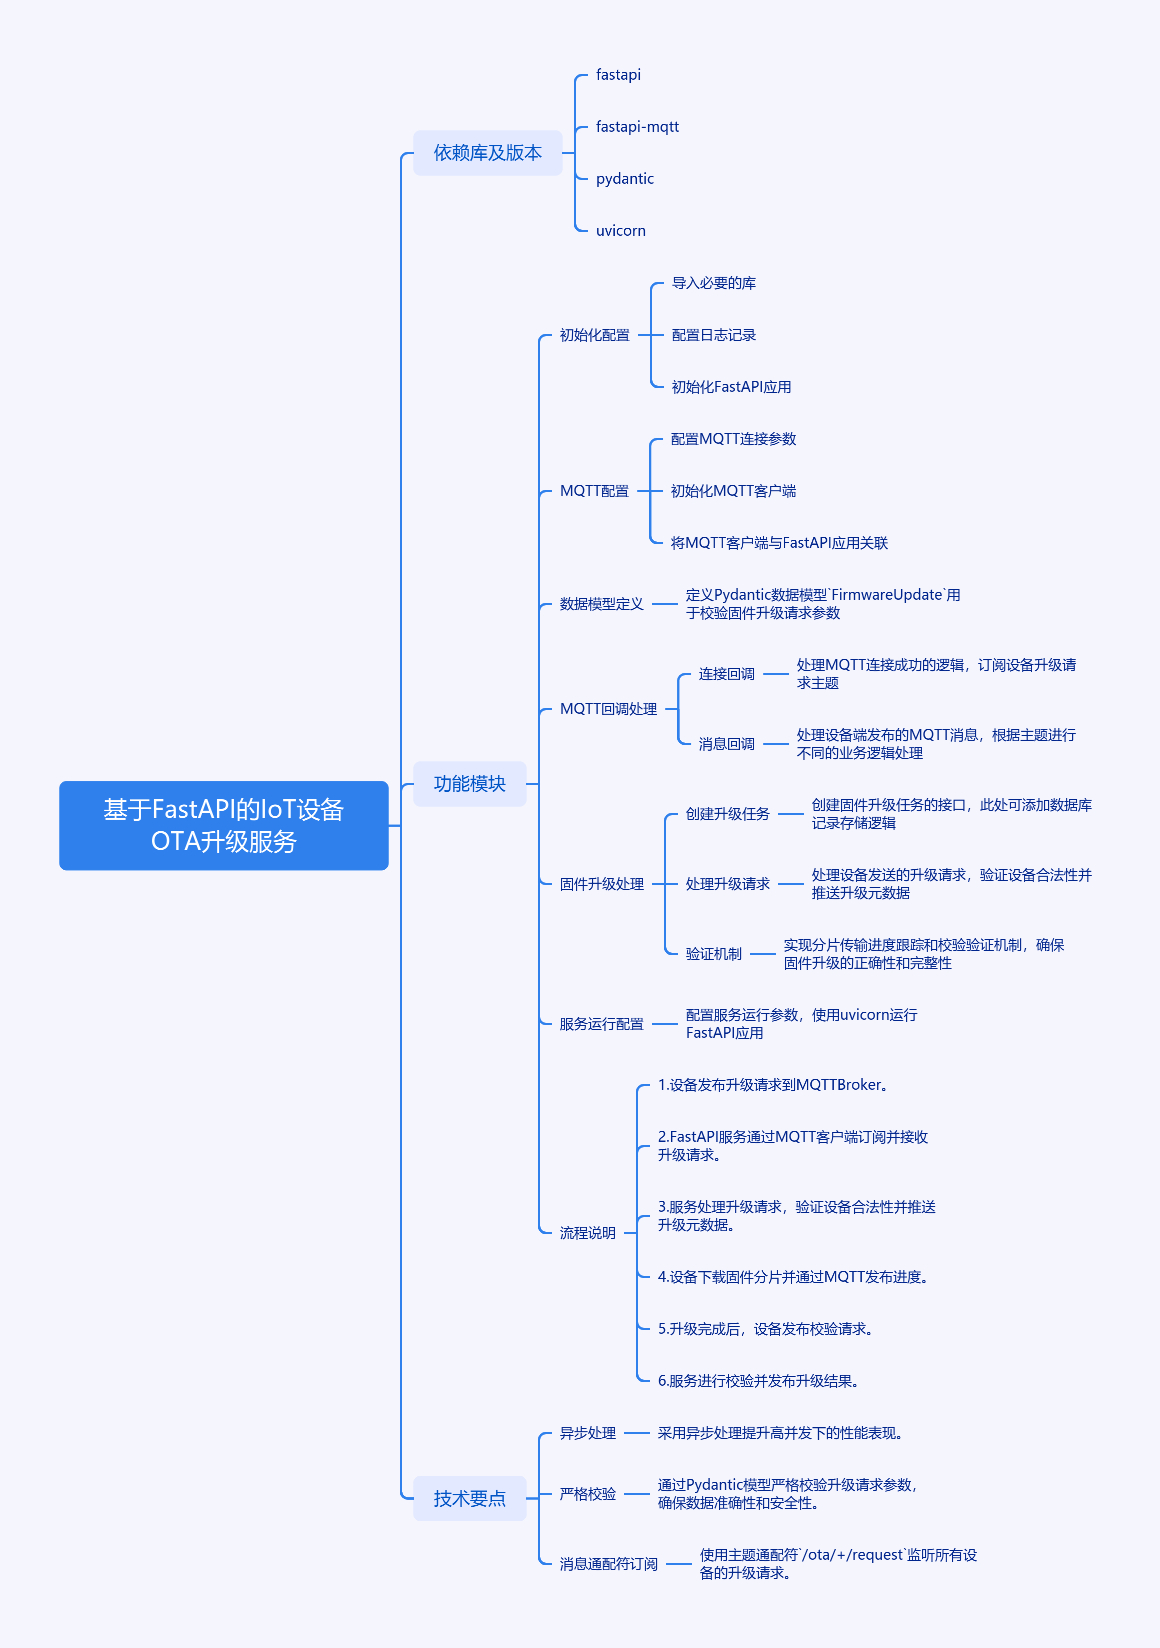 基于FastAPI的IoT设备
OTA升级服务
依赖库及版本
fastapi
fastapi-mqtt
pydantic
uvicorn
功能模块
初始化配置
导入必要的库
配置日志记录
初始化FastAPI应用
MQTT配置
配置MQTT连接参数
初始化MQTT客户端
将MQTT客户端与FastAPI应用关联
数据模型定义
定义Pydantic数据模型`FirmwareUpdate`用
于校验固件升级请求参数
MQTT回调处理
连接回调
处理MQTT连接成功的逻辑，订阅设备升级请
求主题
消息回调
处理设备端发布的MQTT消息，根据主题进行
不同的业务逻辑处理
固件升级处理
创建升级任务
创建固件升级任务的接口，此处可添加数据库
记录存储逻辑
处理升级请求
处理设备发送的升级请求，验证设备合法性并
推送升级元数据
验证机制
实现分片传输进度跟踪和校验验证机制，确保
固件升级的正确性和完整性
服务运行配置
配置服务运行参数，使用uvicorn运行
FastAPI应用
流程说明
1.设备发布升级请求到MQTTBroker。
2.FastAPI服务通过MQTT客户端订阅并接收
升级请求。
3.服务处理升级请求，验证设备合法性并推送
升级元数据。
4.设备下载固件分片并通过MQTT发布进度。
5.升级完成后，设备发布校验请求。
6.服务进行校验并发布升级结果。
技术要点
异步处理
采用异步处理提升高并发下的性能表现。
严格校验
通过Pydantic模型严格校验升级请求参数，
确保数据准确性和安全性。
消息通配符订阅
使用主题通配符`/ota/+/request`监听所有设
备的升级请求。